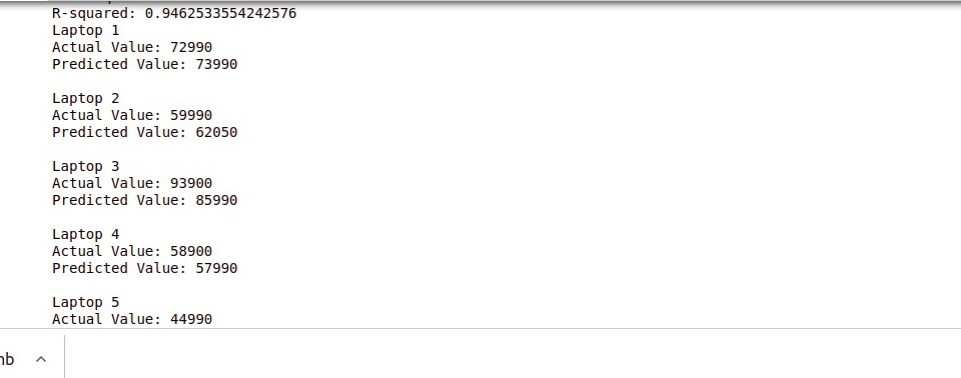 R-squared: 0.9462533554242576
Laptop 1
Actual Value: 72990
Predicted Value: 73990
Laptop 2
Actual Value: 59990
Predicted Value: 62050
Laptop 3
Actual Value: 93900
Predicted Value: 85990
Laptop 4
Actual Value: 58900
Predicted Value: 57990
Laptop 5
Actual Value: 44990
nb